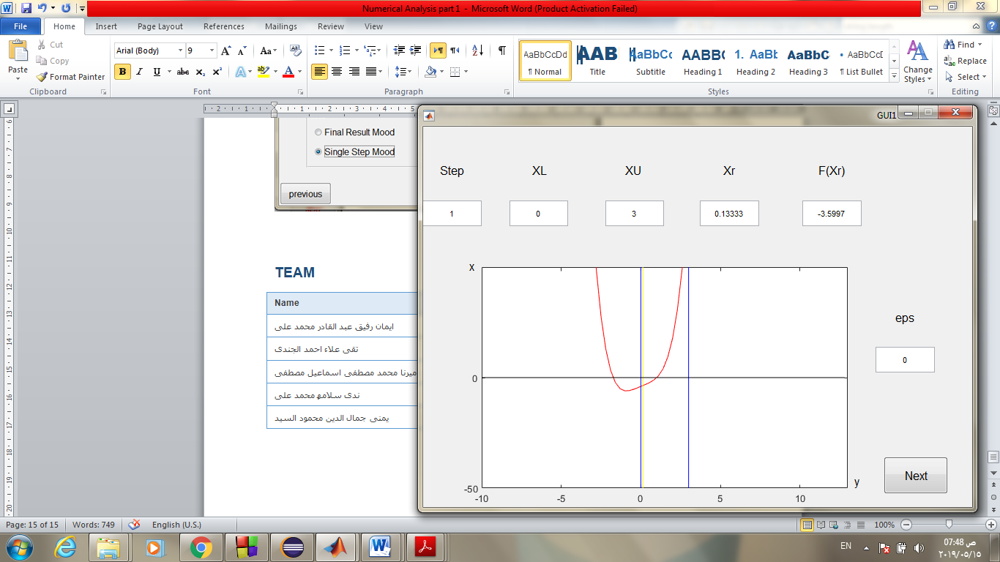 Numerical Analysis part 1 - Microsoft Word (Product Activation Failed)
File Home Insert Page Layout References Mailings Review View
Paste
Cut
Copy
Format Painter
Clipboard
Arial (Body) 9
Font
Paragraph
AaBbCcDd AAB AaBbCc AABBC 1. AaBb AaBbC • AaBbCcI
¶ Normal Title Subtitle Heading 1 Heading 2 Heading 3 ¶ List Bullet
Styles
Change Styles
Find
Replace
Select
Editing
Final Result Mood
Single Step Mood
previous
TEAM
Name
ايمان رفيق عبد القادر محمد على
تقى علاء احمد الجندى
ميرنا محمد مصطفى اسماعيل مصطفى
ندى سلامه محمد على
يمنى جمال الدين محمود السيد
GUI1
Step XL XU Xr F(Xr)
1 0 3 0.13333 -3.5997
X
0
-50
-10 -5 0 5 10
y
eps
0
Next
Page: 15 of 15 Words: 749 English (U.S.) 100%
EN
07:48 ص
٢٠١٩/٠٥/١٥